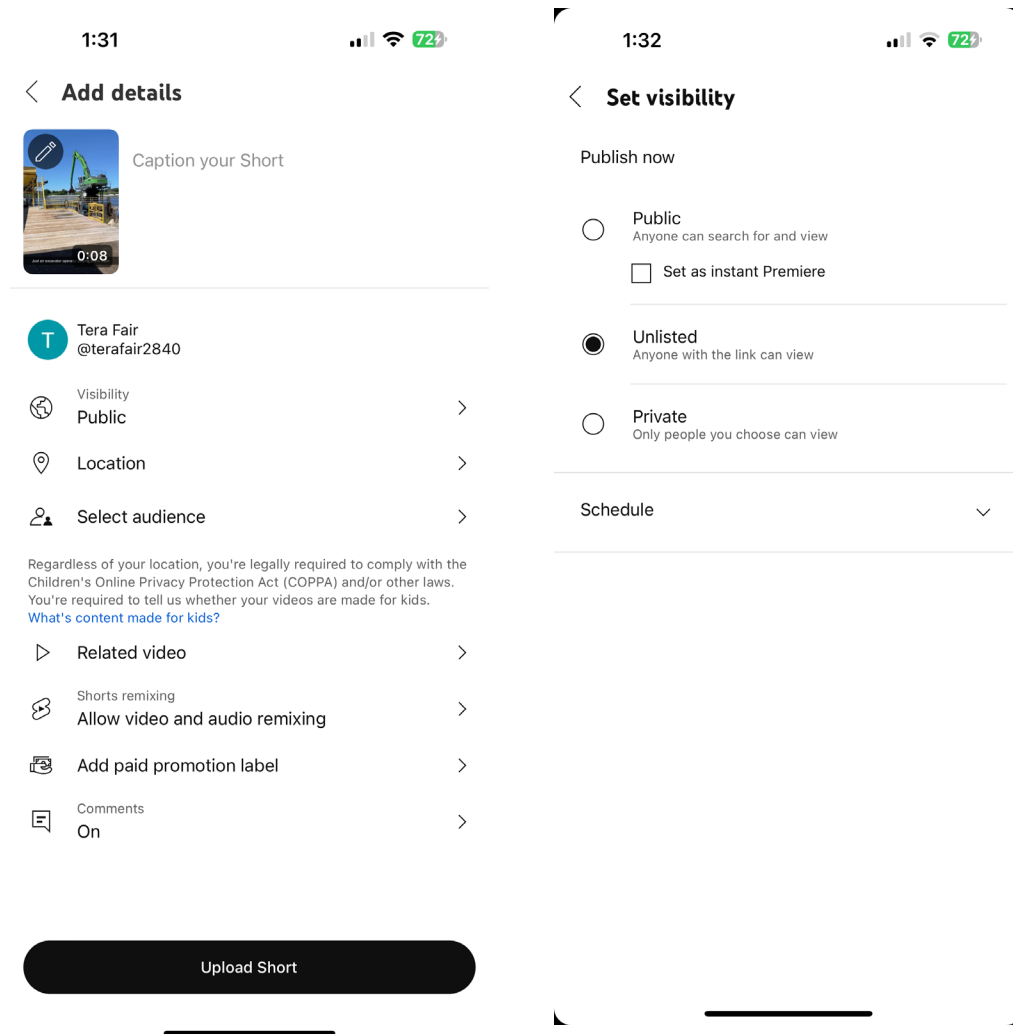 1:31
72
Add details
Caption your Short
0:08
T
Tera Fair
@terafair2840
Visibility
Public
Location
Select audience
Regardless of your location, you're legally required to comply with the
Children's Online Privacy Protection Act (COPPA) and/or other laws.
You're required to tell us whether your videos are made for kids.
What's content made for kids?
Related video
Shorts remixing
Allow video and audio remixing
Add paid promotion label
Comments
On
Upload Short
1:32
72
Set visibility
Publish now
Public
Anyone can search for and view
Set as instant Premiere
Unlisted
Anyone with the link can view
Private
Only people you choose can view
Schedule